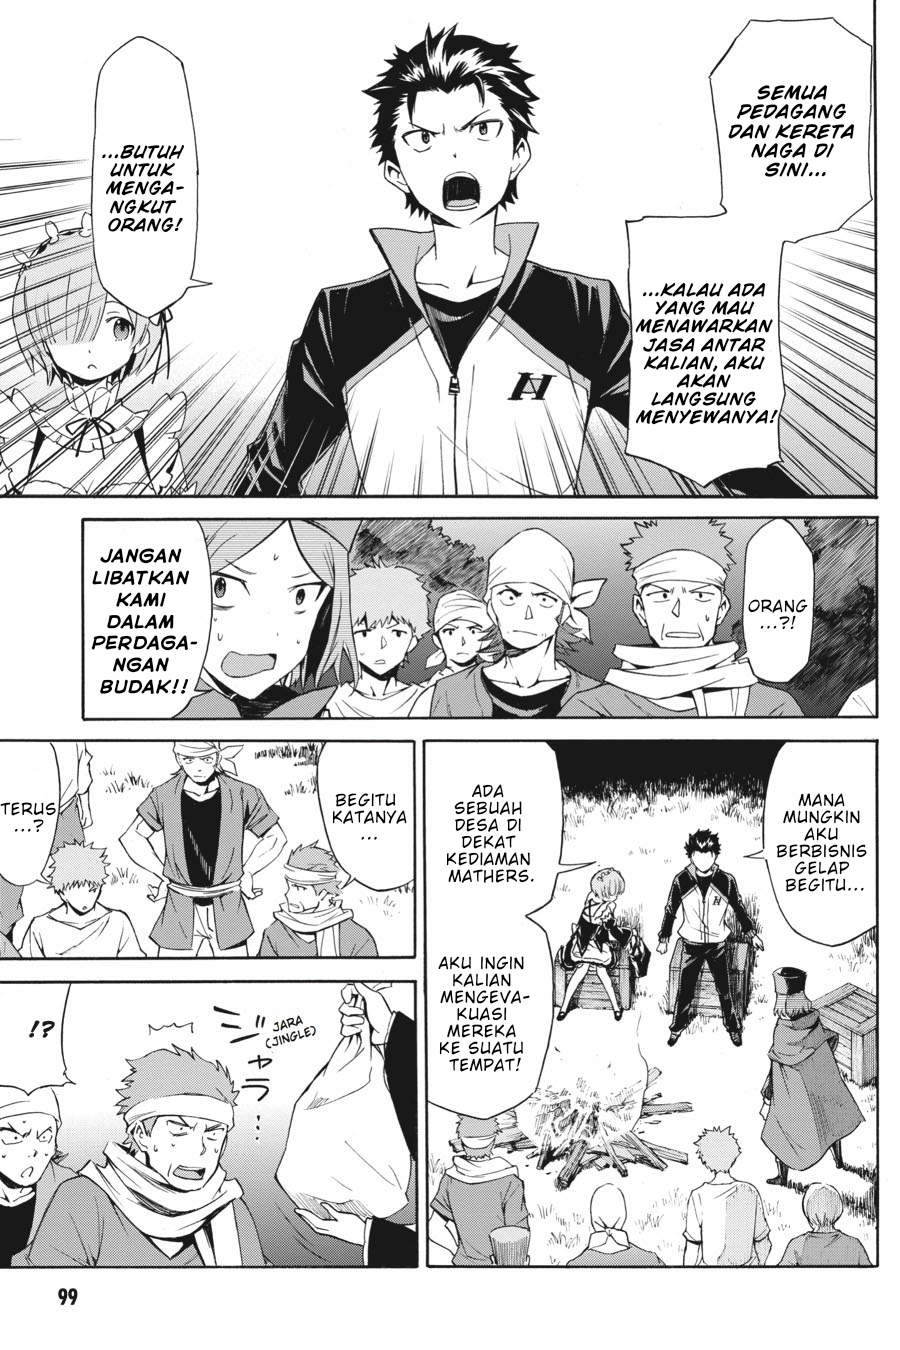 SEMUA
PEDAGANG
DAN KERETA
NAGA DI
SINI...
...KALAU ADA
YANG MAU
MENAWARKAN
JASA ANTAR
KALIAN, AKU
AKAN
LANGSUNG
MENYEWANYA!
H
...BUTUH
UNTUK
MENGA-
NGKUT
ORANG!
ORANG
...?!
JANGAN
LIBATKAN
KAMI
DALAM
PERDAGA-
NGAN
BUDAK!!
MANA
MUNGKIN
AKU
BERBISNIS
GELAP
BEGITU...
ADA
SEBUAH
DESA DI
DEKAT
KEDIAMAN
MATHERS.
AKU INGIN
KALIAN
MENGEVA-
KUASI
MEREKA
KE SUATU
TEMPAT!
H
BEGITU
KATANYA
...
TERUS
...?
ジャラ
JARA
(JINGLE)
!?
99